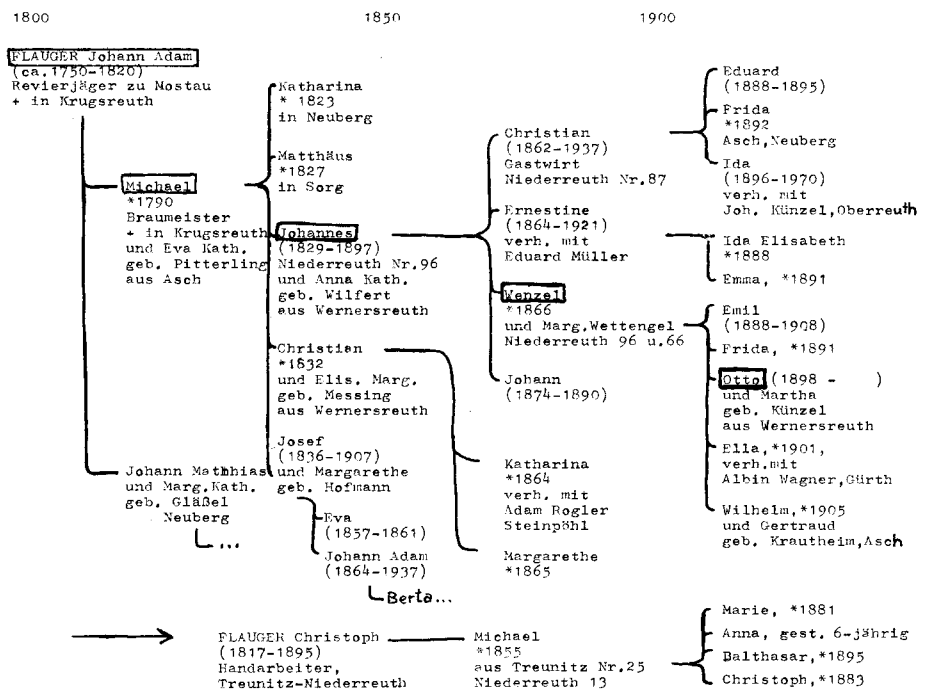 1800
1850
1900
FLAUGER Johann Adam
(ca.1750-1820)
Revierjäger zu Nostau
+ in Krugsreuth
Michael
*1790
Braumeister
+ in Krugsreuth
und Eva Kath.
geb. Pitterling
aus Asch
Johann Mathhias
und Marg.Kath.
geb. Gläßel
Neuberg
...
Katharina
* 1823
in Neuberg
Matthäus
*1827
in Sorg
Johannes
(1829-1897)
Niederreuth Nr.96
und Anna Kath.
geb. Wilfert
aus Wernersreuth
Christian
*1832
und Elis. Marg.
geb. Messing
aus Wernersreuth
Josef
(1836-1907)
und Margarethe
geb. Hofmann
Eva
(1857-1861)
Johann Adam
(1864-1937)
Berta...
Christian
(1862-1937)
Gastwirt
Niederreuth Nr.87
Ernestine
(1864-1921)
verh. mit
Eduard Müller
Wenzel
*1866
und Marg.Wettengel
Niederreuth 96 u.66
Johann
(1874-1890)
Katharina
*1864
verh. mit
Adam Rogler
Steinpöhl
Margarethe
*1865
Eduard
(1888-1895)
Frida
*1892
Asch,Neuberg
Ida
(1896-1970)
verh. mit
Joh. Künzel,Oberreuth
Ida Elisabeth
*1888
Emma, *1891
Emil
(1888-1908)
Frida, *1891
Otto (1898 - )
und Martha
geb. Künzel
aus Wernersreuth
Ella,*1901,
verh.mit
Albin Wagner,Gürth
Wilhelm,*1905
und Gertraud
geb. Krautheim,Asch
FLAUGER Christoph
(1817-1895)
Handarbeiter,
Treunitz-Niederreuth
Michael
*1855
aus Treunitz Nr.25
Niederreuth 13
Marie, *1881
Anna, gest. 6-jährig
Balthasar,*1895
Christoph,*1883